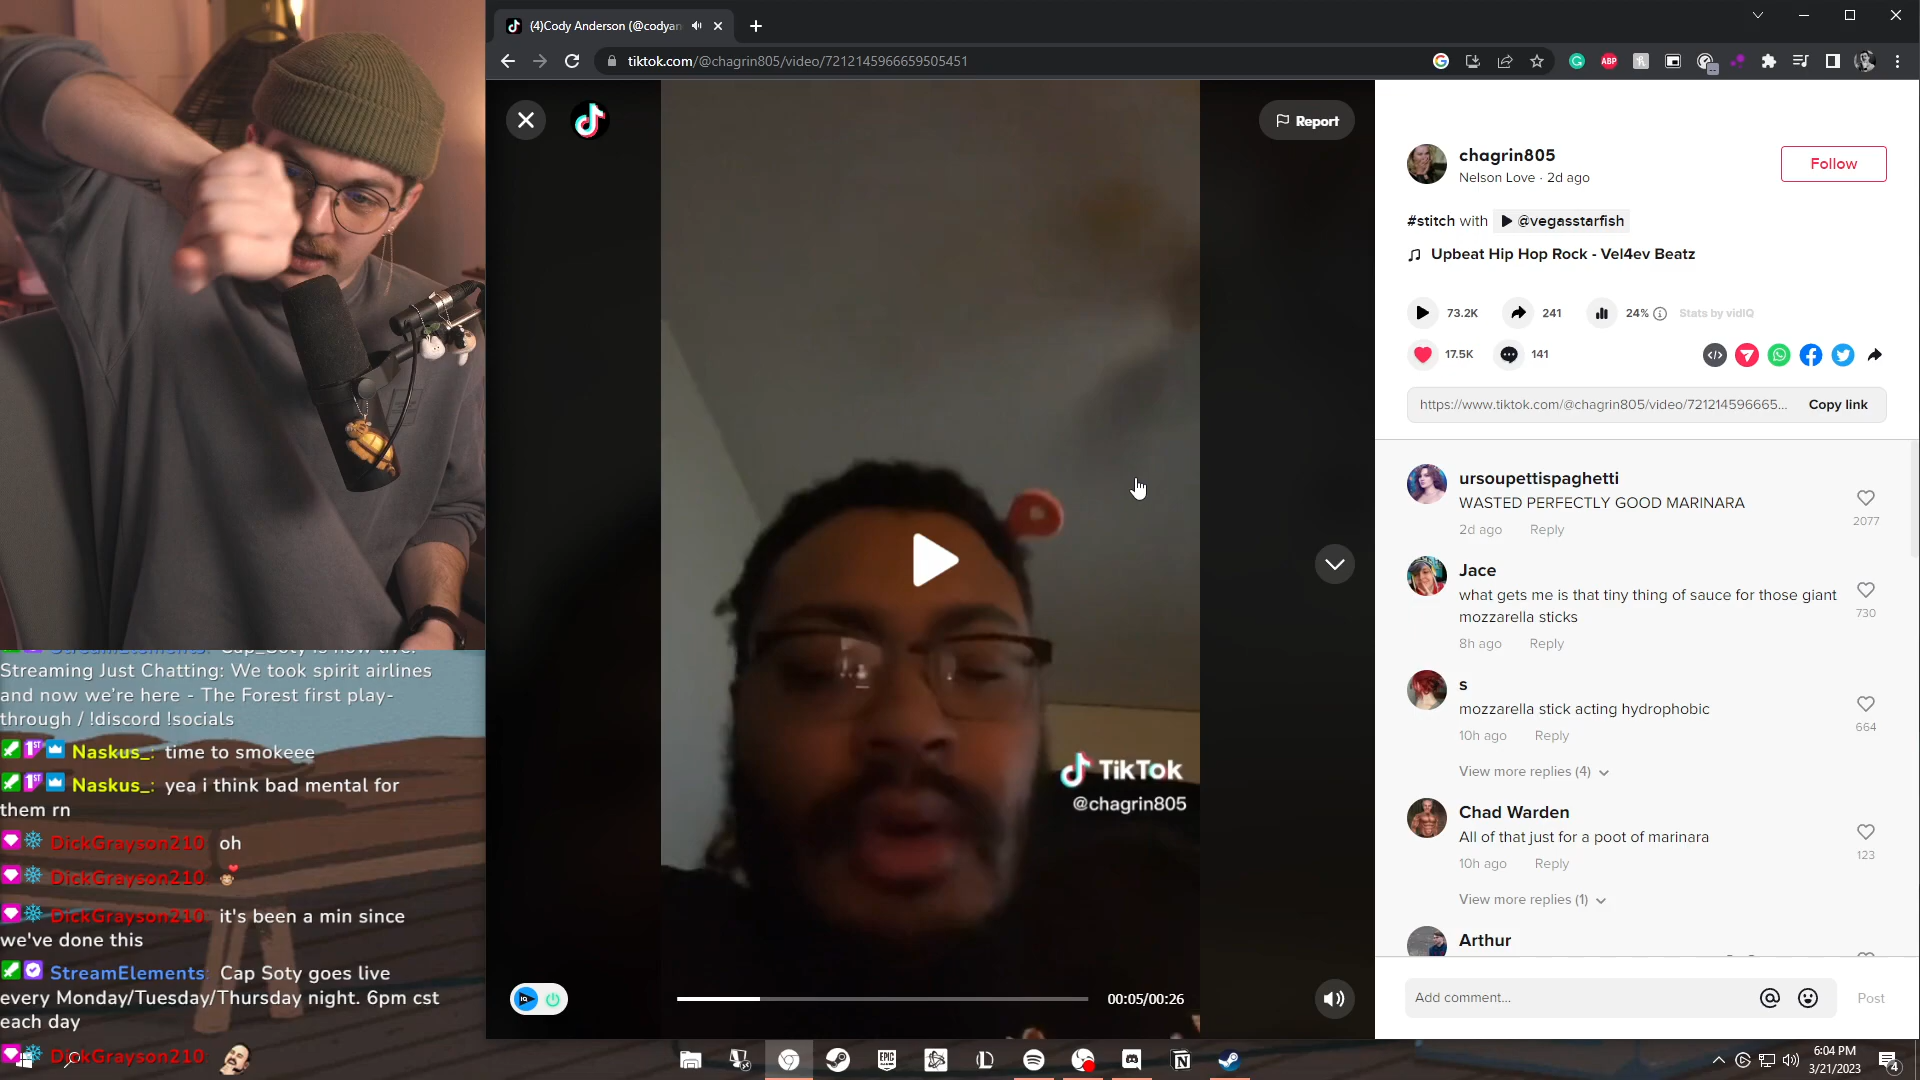 (4)Cody Anderson (@codyan
tiktok.com/@chagrin805/video/7212145966659505451
ABP
Report
chagrin805
Nelson Love · 2d ago
Follow
#stitch with @vegasstarfish
Upbeat Hip Hop Rock - Vel4ev Beatz
73.2K
241
24%
Stats by vidIQ
17.5K
141
https://www.tiktok.com/@chagrin805/video/721214596665...
Copy link
ursoupettispaghetti
WASTED PERFECTLY GOOD MARINARA
2077
2d ago
Reply
Jace
what gets me is that tiny thing of sauce for those giant
mozzarella sticks
730
8h ago
Reply
s
mozzarella stick acting hydrophobic
664
10h ago
Reply
View more replies (4)
Chad Warden
All of that just for a poot of marinara
123
10h ago
Reply
View more replies (1)
Arthur
Add comment...
Post
TikTok
@chagrin805
00:05/00:26
StreamElements: Cap_Soty is now live!
Streaming Just Chatting: We took spirit airlines
and now we're here - The Forest first play-
through / !discord !socials
Naskus_: time to smokeee
Naskus_: yea i think bad mental for
them rn
DickGrayson210: oh
DickGrayson210:
DickGrayson210: it's been a min since
we've done this
StreamElements: Cap Soty goes live
every Monday/Tuesday/Thursday night. 6pm cst
each day
DickGrayson210:
6:04 PM
3/21/2023
4